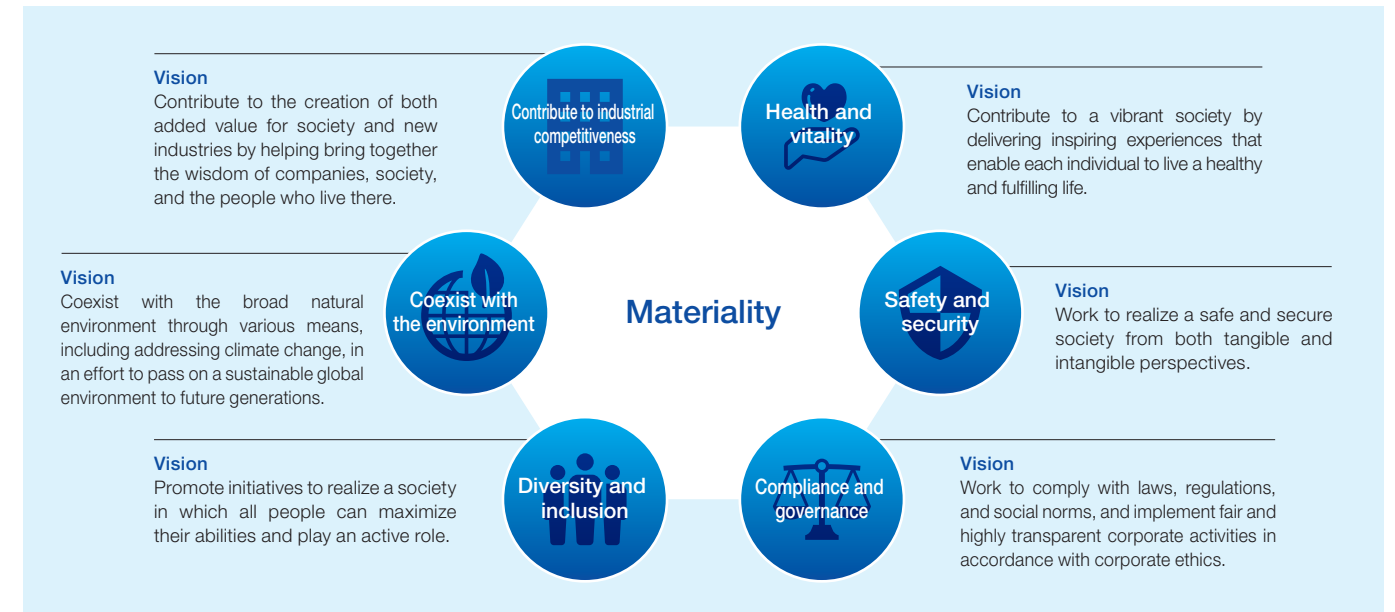 Vision
Contribute to the creation of both
added value for society and new
industries by helping bring together
the wisdom of companies, society,
and the people who live there.
Contribute to industrial
competitiveness
Health and
vitality
Vision
Contribute to a vibrant society by
delivering inspiring experiences that
enable each individual to live a healthy
and fulfilling life.
Vision
Coexist with the broad natural
environment through various means,
including addressing climate change, in
an effort to pass on a sustainable global
environment to future generations.
Coexist with
the environment
Materiality
Safety and
security
Vision
Work to realize a safe and secure
society from both tangible and
intangible perspectives.
Vision
Promote initiatives to realize a society
in which all people can maximize
their abilities and play an active role.
Diversity and
inclusion
Compliance and
governance
Vision
Work to comply with laws, regulations,
and social norms, and implement fair and
highly transparent corporate activities in
accordance with corporate ethics.